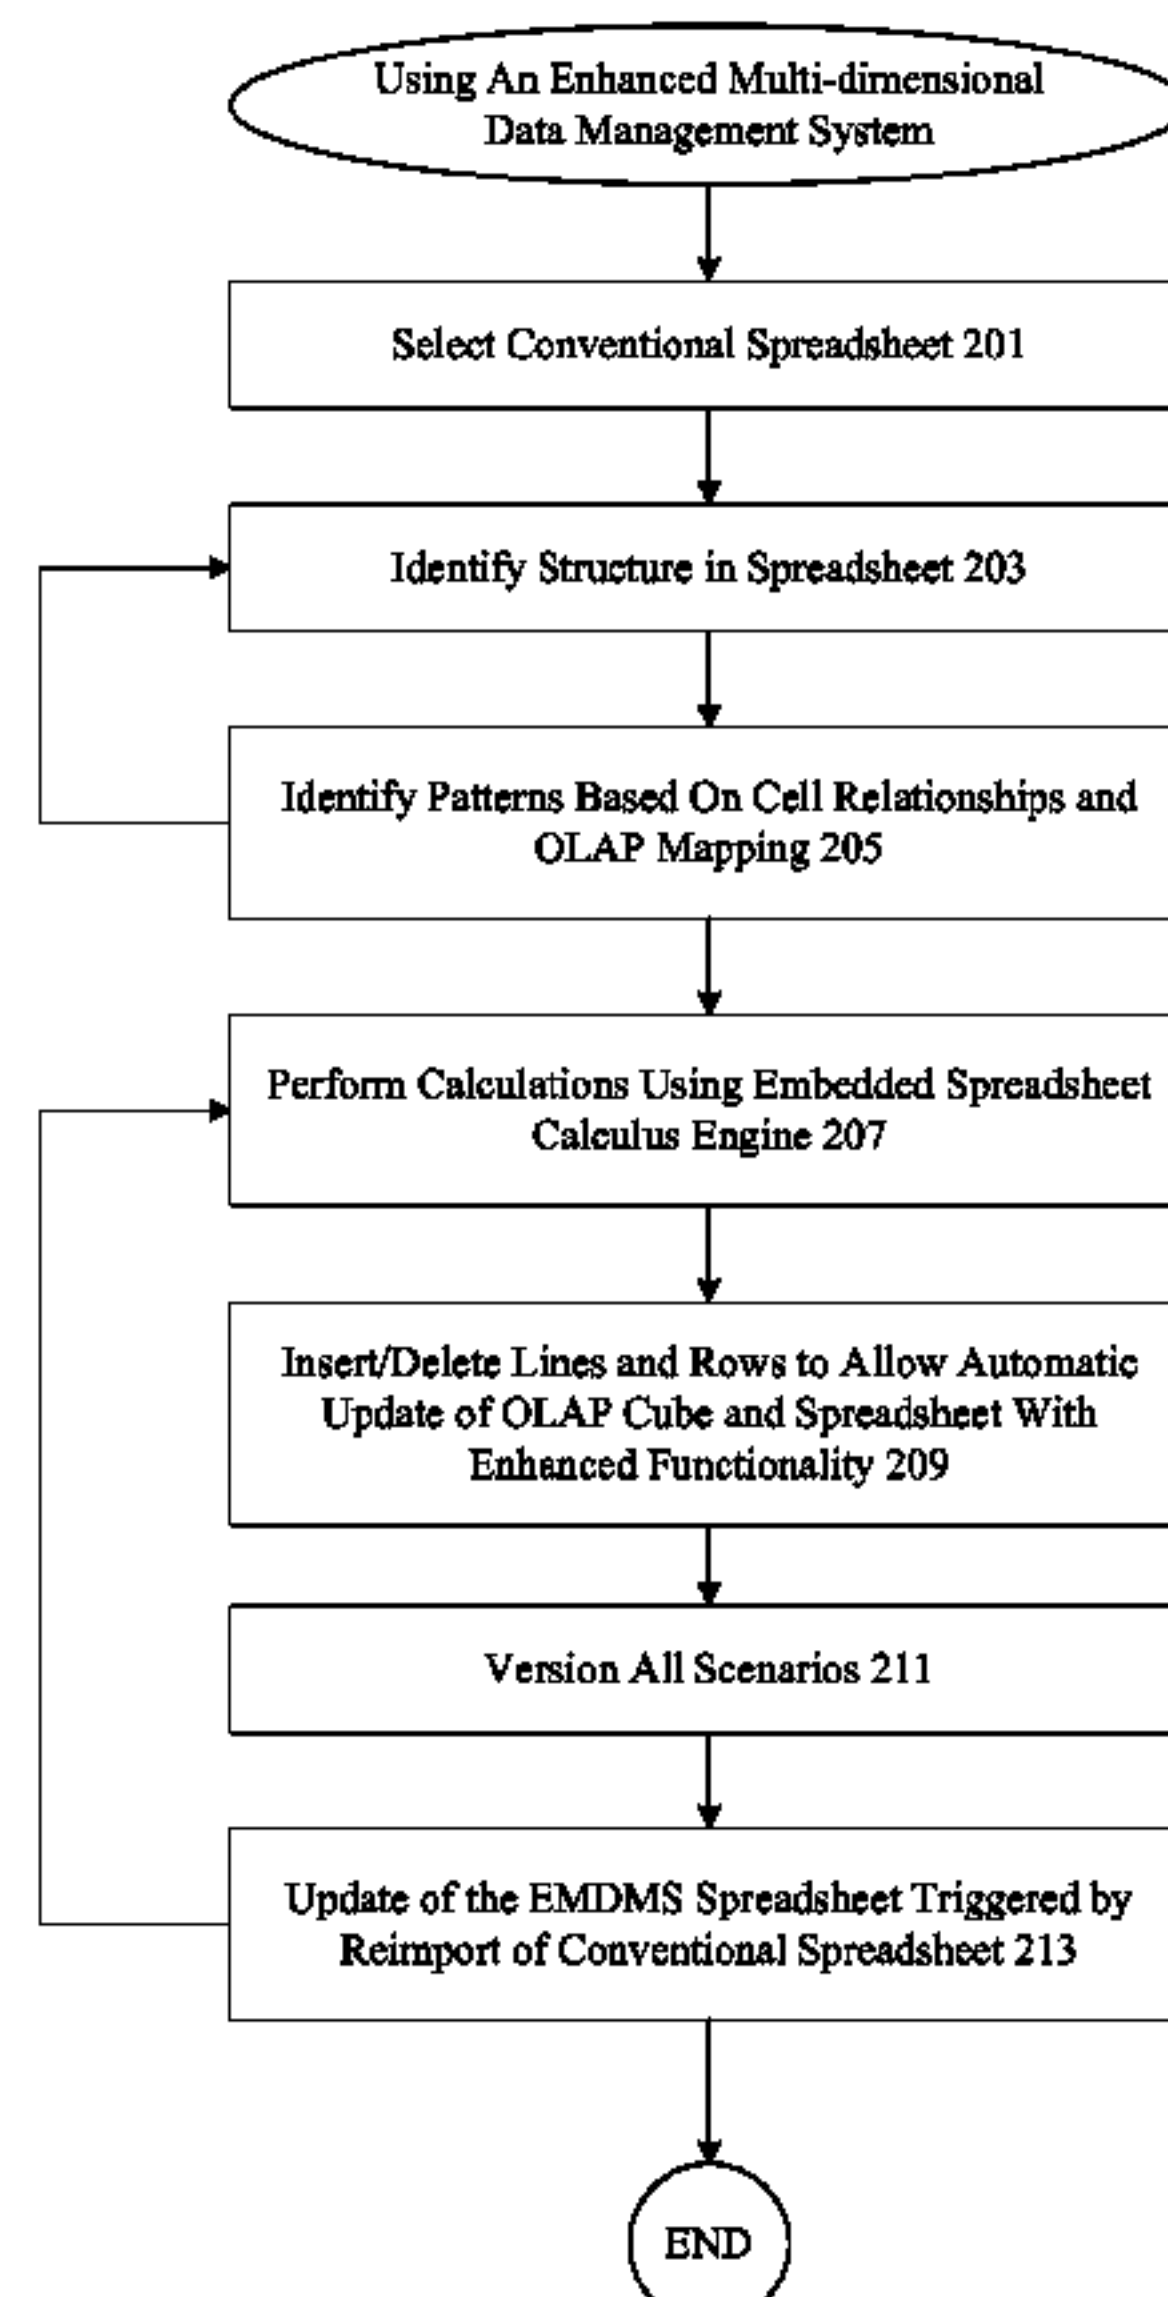 Using An Enhanced Multi-dimensional
Data Management System
Select Conventional Spreadsheet 201
Identify Structure in Spreadsheet 203
Identify Patterns Based On Cell Relationships and
OLAP Mapping 205
Perform Calculations Using Embedded Spreadsheet
Calculus Engine 207
Insert/Delete Lines and Rows to Allow Automatic
Update of OLAP Cube and Spreadsheet With
Enhanced Functionality 209
Version All Scenarios 211
Update of the EMDMS Spreadsheet Triggered by
Reimport of Conventional Spreadsheet 213
END